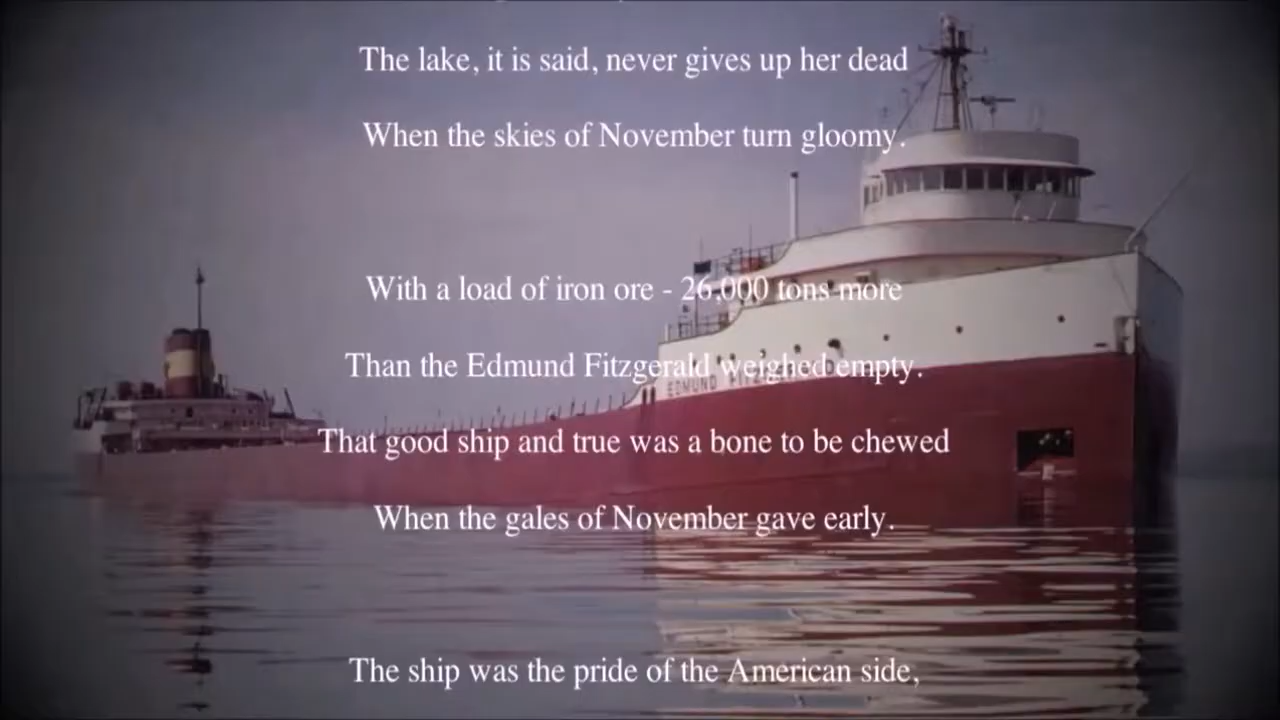 The lake, it is said, never gives up her dead
When the skies of November turn gloomy.
With a load of iron ore - 26,000 tons more
Than the Edmund Fitzgerald weighed empty.
EDMUND FITZGERALD
That good ship and true was a bone to be chewed
When the gales of November gave early.
The ship was the pride of the American side,